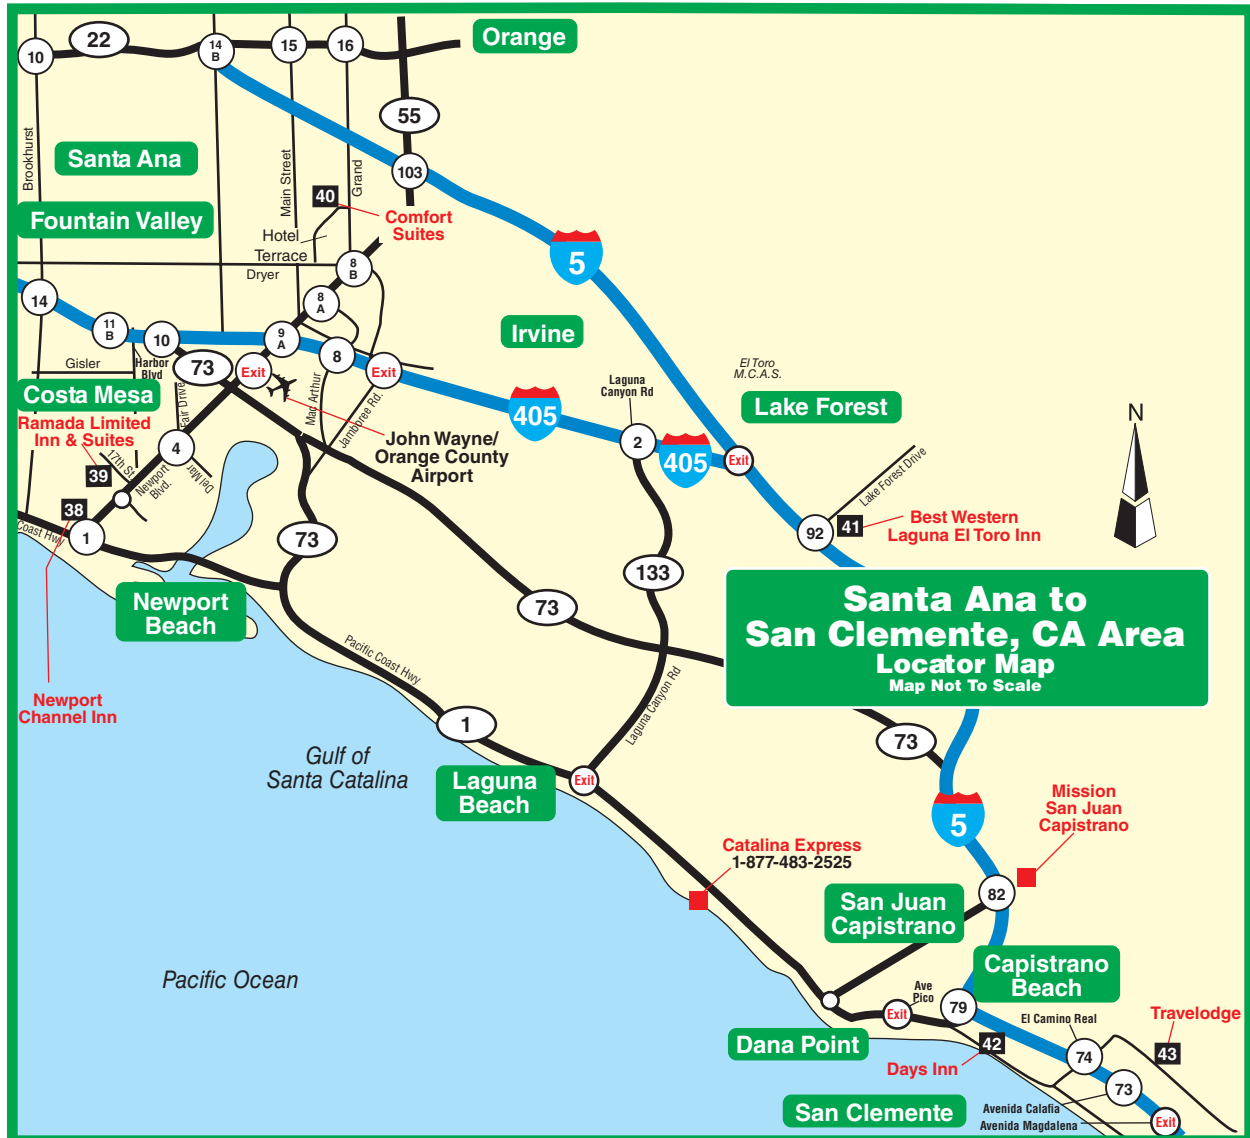 22
10
14
B
15
16
Orange
55
Brookhurst
Santa Ana
Main Street
Grand
103
40
Comfort
Suites
Fountain Valley
Hotel
Terrace
Dryer
8
B
5
14
8
A
11
B
10
9
A
8
Irvine
Gisler
Harbor
Blvd
73
Exit
Exit
El Toro
M.C.A.S.
Costa Mesa
Fair Drive
Mac Arthur
Jamboree Rd.
Laguna
Canyon Rd
405
Lake Forest
N
Ramada Limited
Inn & Suites
4
John Wayne/
Orange County
Airport
2
405
Exit
39
17th St.
Newport
Blvd.
Del Mar
Lake Forest Drive
38
Coast Hwy
1
92
41
Best Western
Laguna El Toro Inn
73
133
73
Newport
Beach
Santa Ana to
San Clemente, CA Area
Locator Map
Map Not To Scale
Pacific Coast Hwy
Laguna Canyon Rd
Newport
Channel Inn
1
73
Gulf of
Santa Catalina
Laguna
Beach
Exit
5
Mission
San Juan
Capistrano
Catalina Express
1-877-483-2525
82
San Juan
Capistrano
Pacific Ocean
Capistrano
Beach
Ave
Pico
Exit
79
El Camino Real
Travelodge
Dana Point
42
Days Inn
74
43
73
San Clemente
Avenida Calafia
Avenida Magdalena
Exit